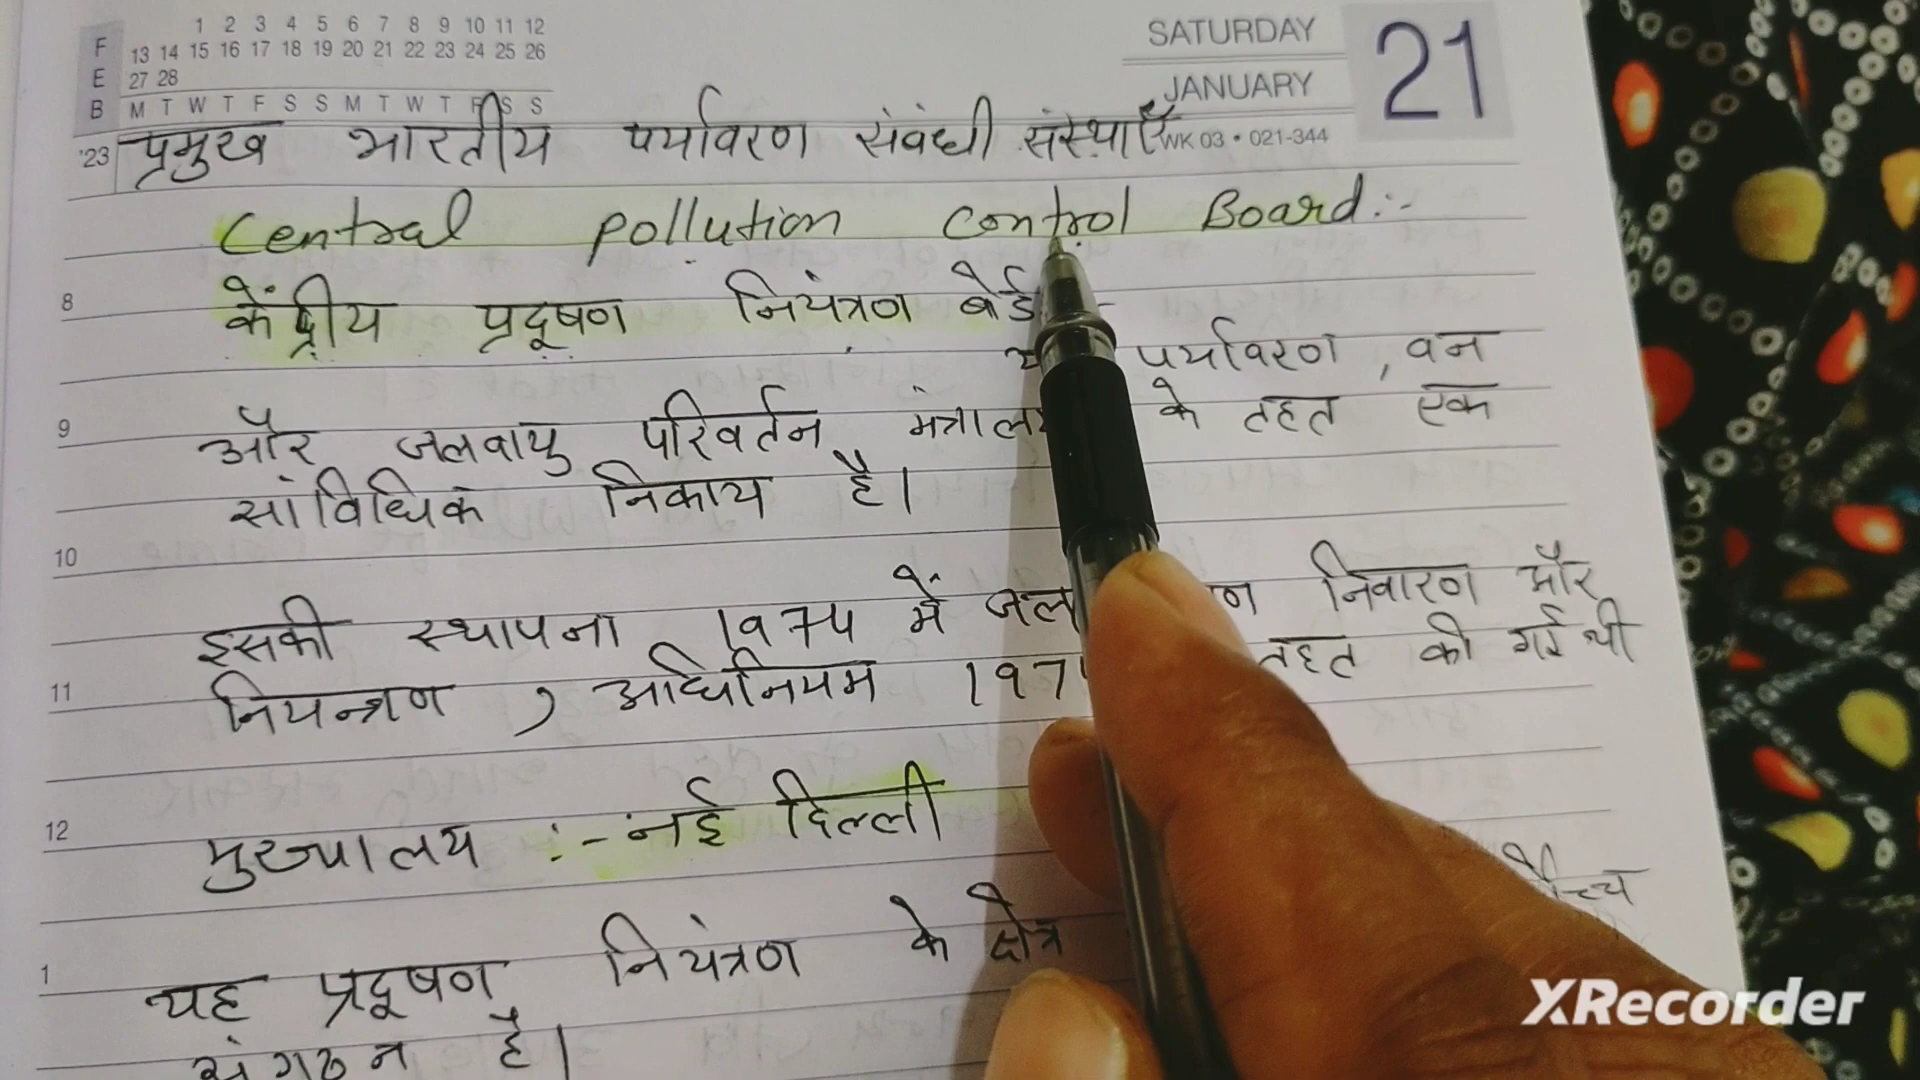 1 2 3 4 5 6 7 8 9 10 11 12
F 13 14 15 16 17 18 19 20 21 22 23 24 25 26
E 27 28
B M T W T F S S M T W T F S S
'23
SATURDAY
JANUARY
21
WK 03 • 021-344
प्रमुख भारतीय पर्यावरण संबंधी संस्थाएँ
Central pollution control Board :-
8
केंद्रीय प्रदूषण नियंत्रण बोर्ड
पर्यावरण , वन
9
और जलवायु परिवर्तन के तहत एक
सांविधिक निकाय है।
10
इसकी स्थापना 1974 में निवारण और
11
नियन्त्रण , अधिनियम तहत की गई थी
12
मुख्यालय :- नई दिल्ली
1
यह प्रदूषण नियंत्रण के क्षेत्र
संगठन है।
XRecorder